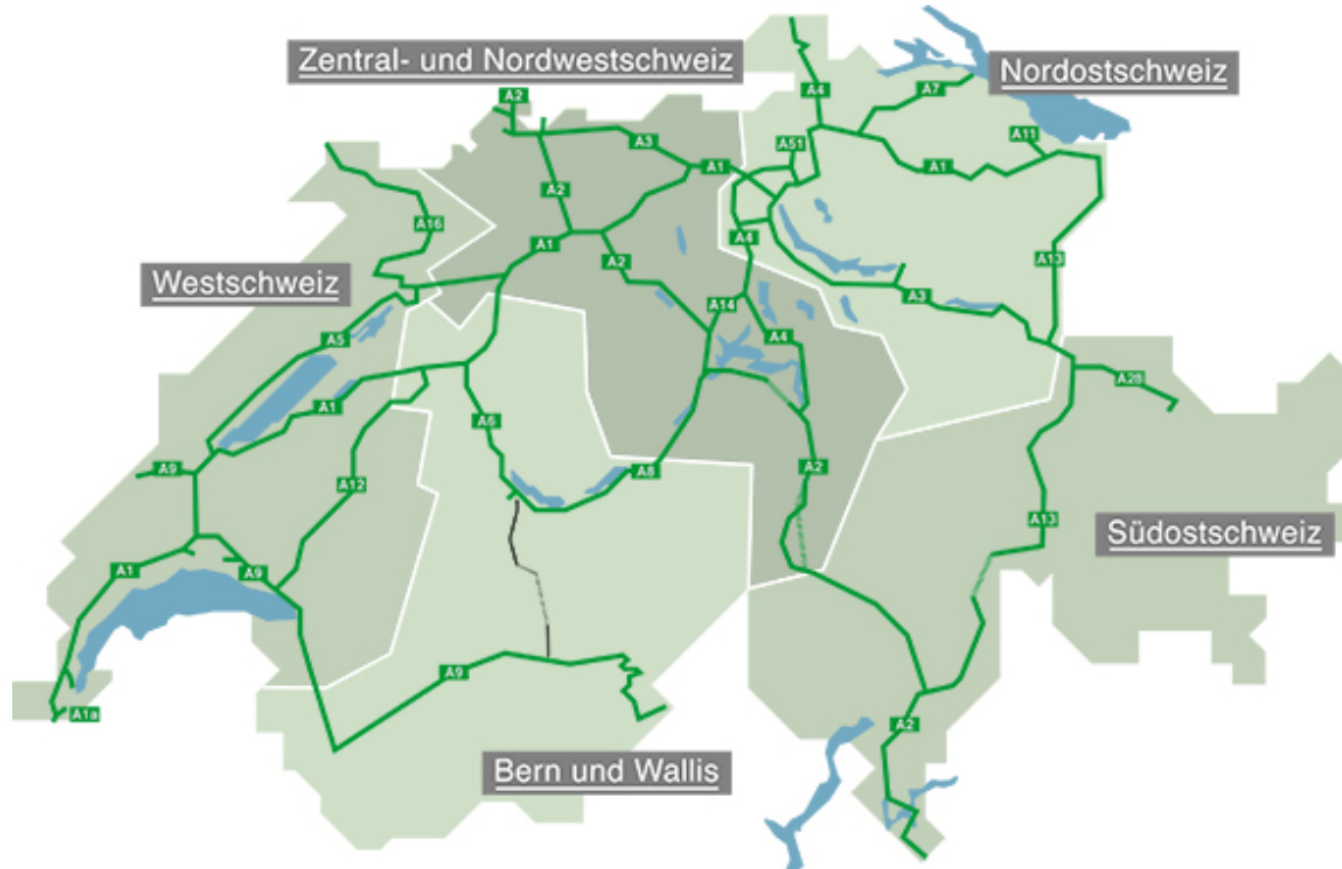 Zentral- und Nordwestschweiz
Nordostschweiz
A2
A4
A7
A3
A51
A11
A1
A1
A2
A16
A1
A4
A2
A13
Westschweiz
A3
A14
A5
A4
A28
A1
A6
A9
A12
A8
A2
A13
Südostschweiz
A1
A9
A9
A1a
A2
Bern und Wallis